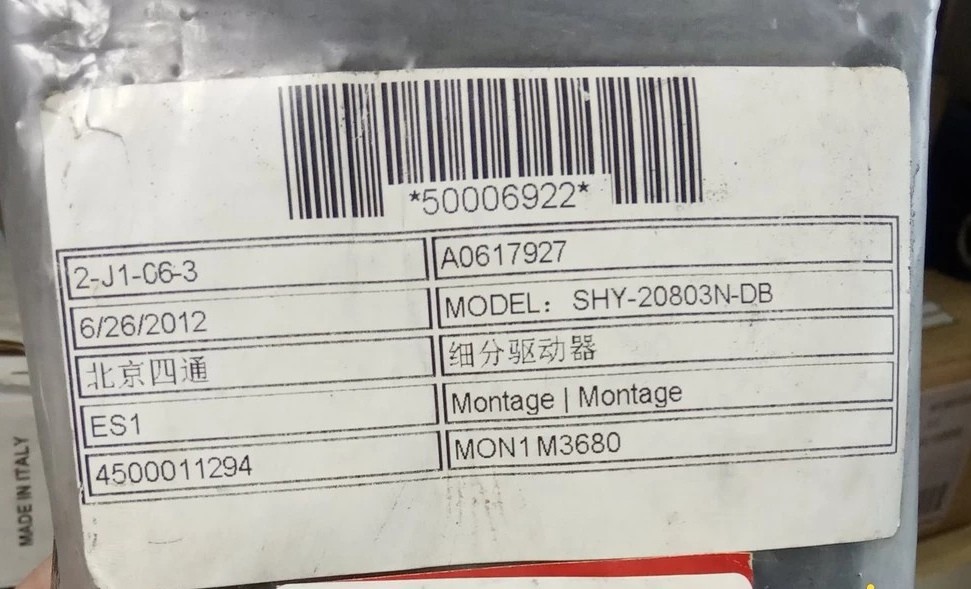 *50006922*
2-J1-06-3
A0617927
6/26/2012
MODEL: SHY-20803N-DB
北京四通
细分驱动器
ES1
Montage | Montage
4500011294
MON1M3680
MADE IN ITALY